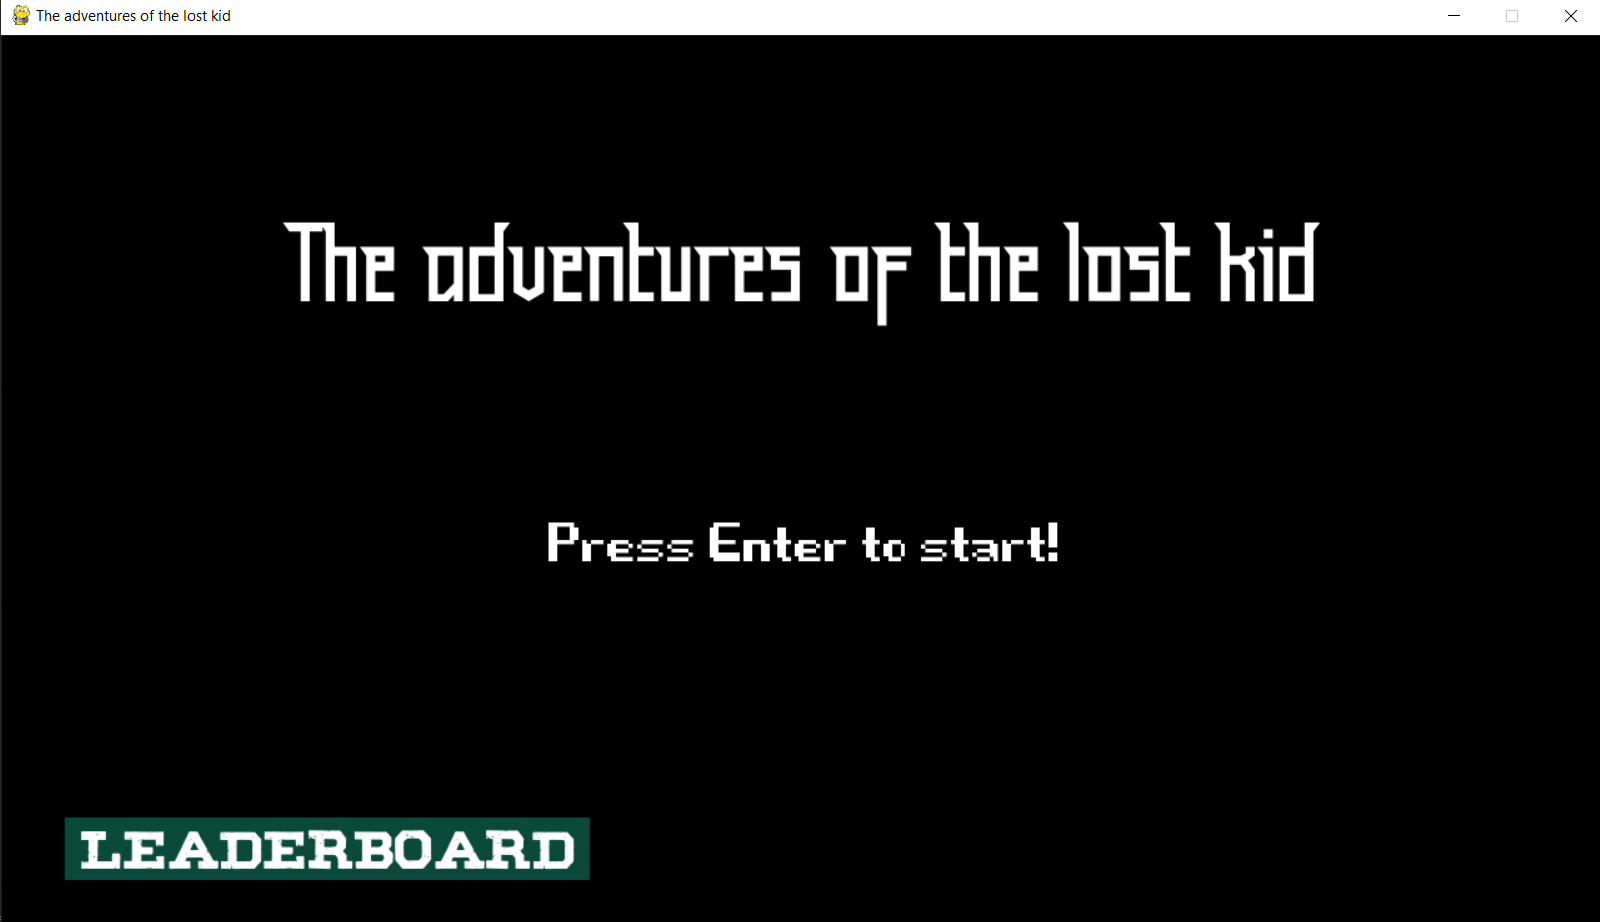 The adventures of the lost kid
The adventures of the lost kid
Press Enter to start!
LEADERBOARD